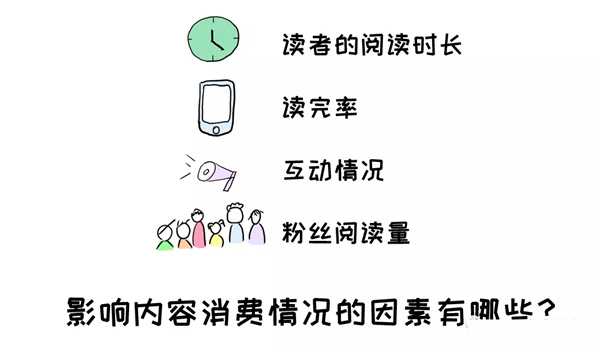 读者的阅读时长
读完率
互动情况
粉丝阅读量
影响内容消费情况的因素有哪些?